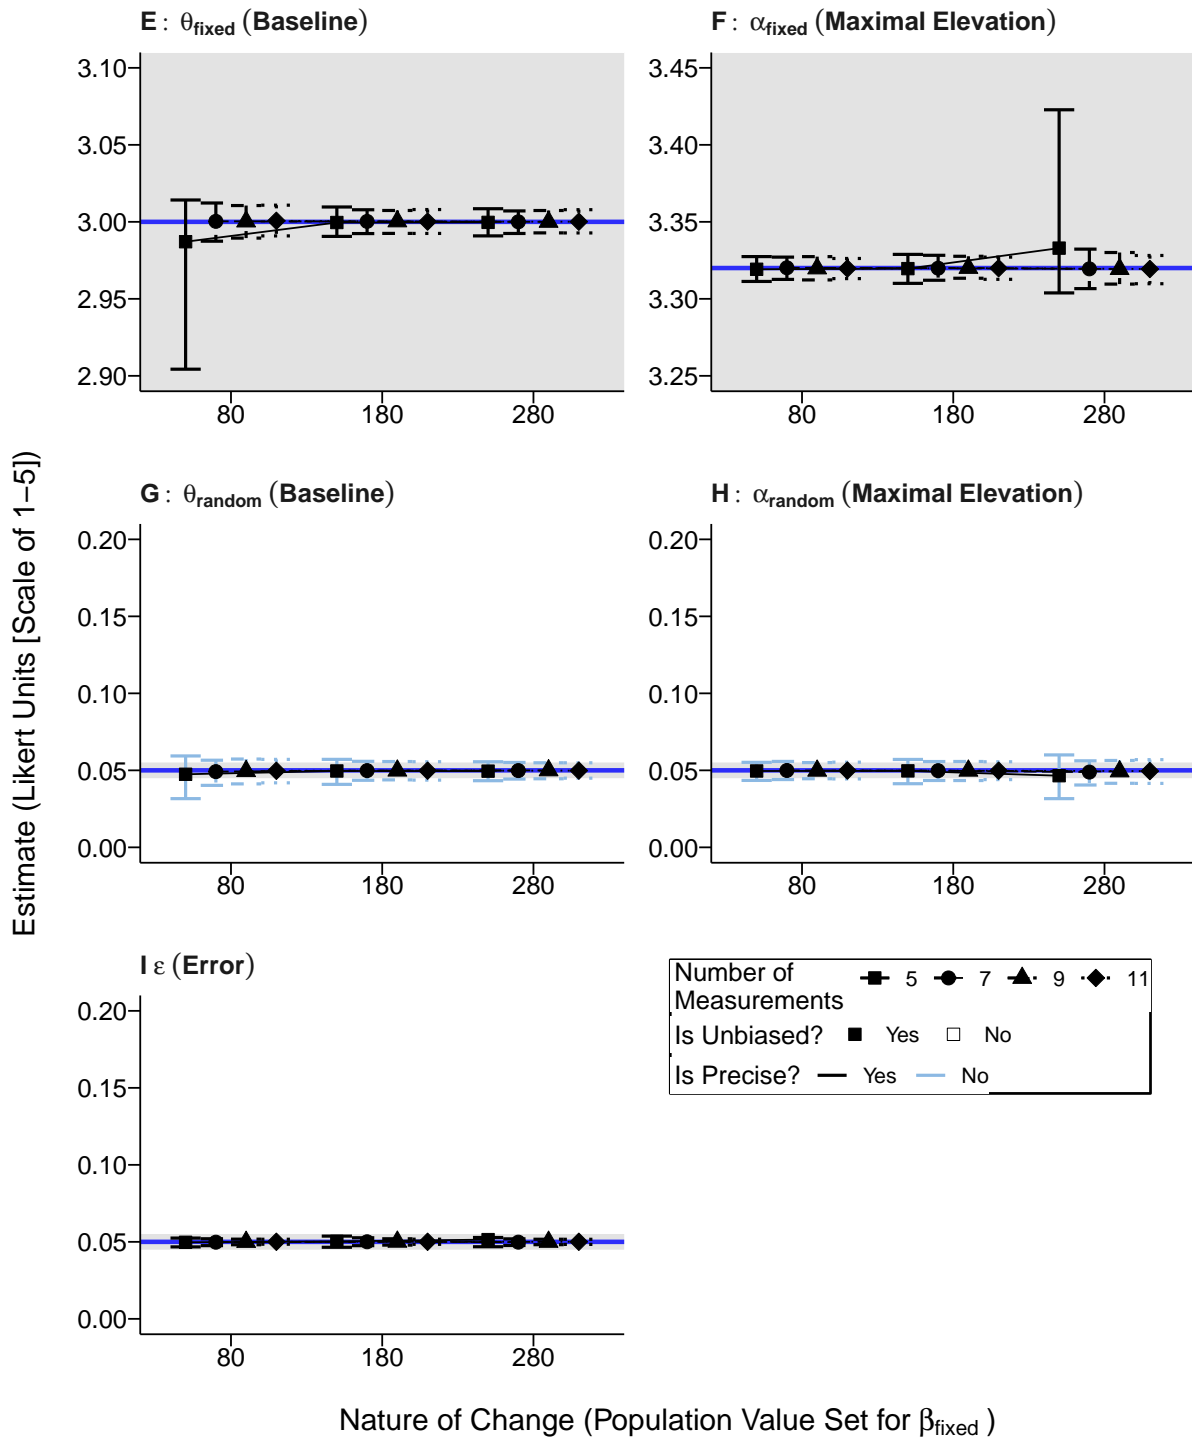 E : θfixed (Baseline)
3.10
3.05
3.00
2.95
2.90
80 180 280
F : αfixed (Maximal Elevation)
3.45
3.40
3.35
3.30
3.25
80 180 280
Estimate (Likert Units [Scale of 1−5])
G : θrandom (Baseline)
0.20
0.15
0.10
0.05
0.00
80 180 280
H : αrandom (Maximal Elevation)
0.20
0.15
0.10
0.05
0.00
80 180 280
I ε (Error)
0.20
0.15
0.10
0.05
0.00
80 180 280
Number of
Measurements 5 7 9 11
Is Unbiased? Yes No
Is Precise? Yes No
Nature of Change (Population Value Set for βfixed )